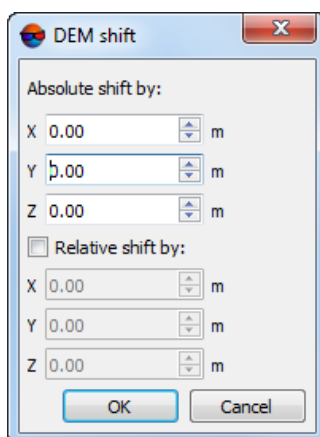 DEM shift
Absolute shift by:
X 0.00 m
Y 0.00 m
Z 0.00 m
Relative shift by:
X 0.00 m
Y 0.00 m
Z 0.00 m
OK Cancel